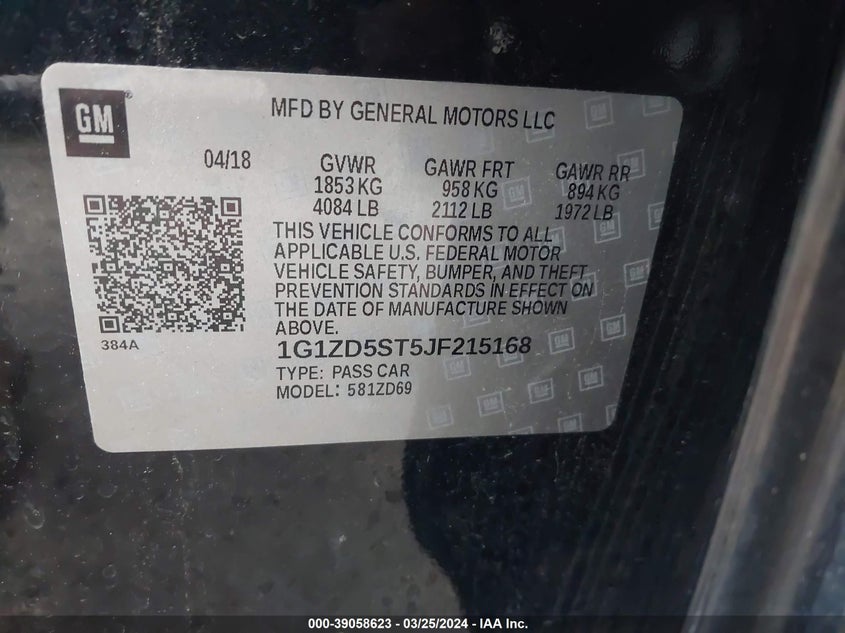 GM
MFD BY GENERAL MOTORS LLC
04/18
GVWR
1853 KG
4084 LB
GAWR FRT
958 KG
2112 LB
GAWR RR
894 KG
1972 LB
THIS VEHICLE CONFORMS TO ALL
APPLICABLE U.S. FEDERAL MOTOR
VEHICLE SAFETY, BUMPER, AND THEFT
PREVENTION STANDARDS IN EFFECT ON
THE DATE OF MANUFACTURE SHOWN
ABOVE.
384A
1G1ZD5ST5JF215168
TYPE: PASS CAR
MODEL: 581ZD69
000-39058623 / 03/25/2024 - IAA Inc.